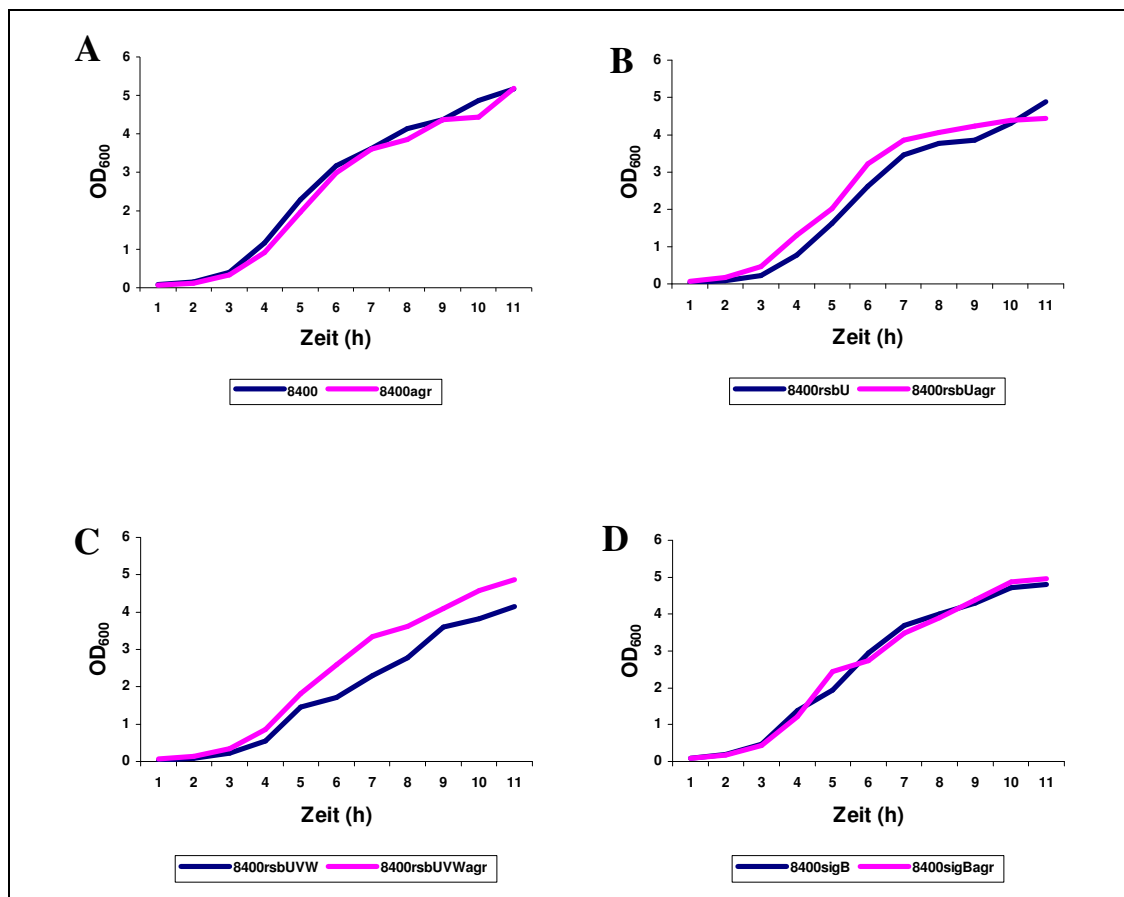 A
6
5
4
3
2
1
0
OD600
1 2 3 4 5 6 7 8 9 10 11
Zeit (h)
8400 8400agr
B
6
5
4
3
2
1
0
OD600
1 2 3 4 5 6 7 8 9 10 11
Zeit (h)
8400rsbU 8400rsbUagr
C
6
5
4
3
2
1
0
OD600
1 2 3 4 5 6 7 8 9 10 11
Zeit (h)
8400rsbUVW 8400rsbUVWagr
D
6
5
4
3
2
1
0
OD600
1 2 3 4 5 6 7 8 9 10 11
Zeit (h)
8400sigB 8400sigBagr